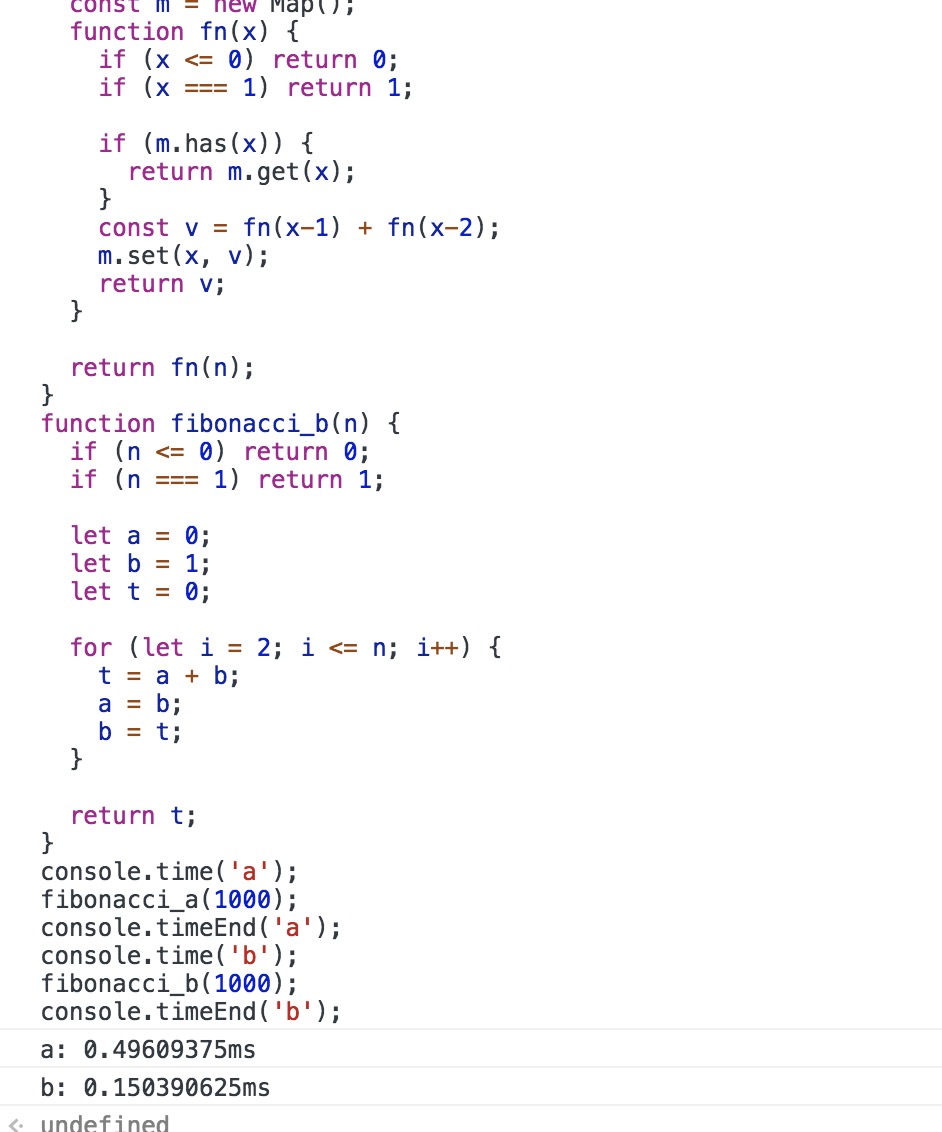 const m = new Map();
function fn(x) {
if (x <= 0) return 0;
if (x === 1) return 1;
if (m.has(x)) {
return m.get(x);
}
const v = fn(x-1) + fn(x-2);
m.set(x, v);
return v;
}
return fn(n);
}
function fibonacci_b(n) {
if (n <= 0) return 0;
if (n === 1) return 1;
let a = 0;
let b = 1;
let t = 0;
for (let i = 2; i <= n; i++) {
t = a + b;
a = b;
b = t;
}
return t;
}
console.time('a');
fibonacci_a(1000);
console.timeEnd('a');
console.time('b');
fibonacci_b(1000);
console.timeEnd('b');
a: 0.49609375ms
b: 0.150390625ms
undefined